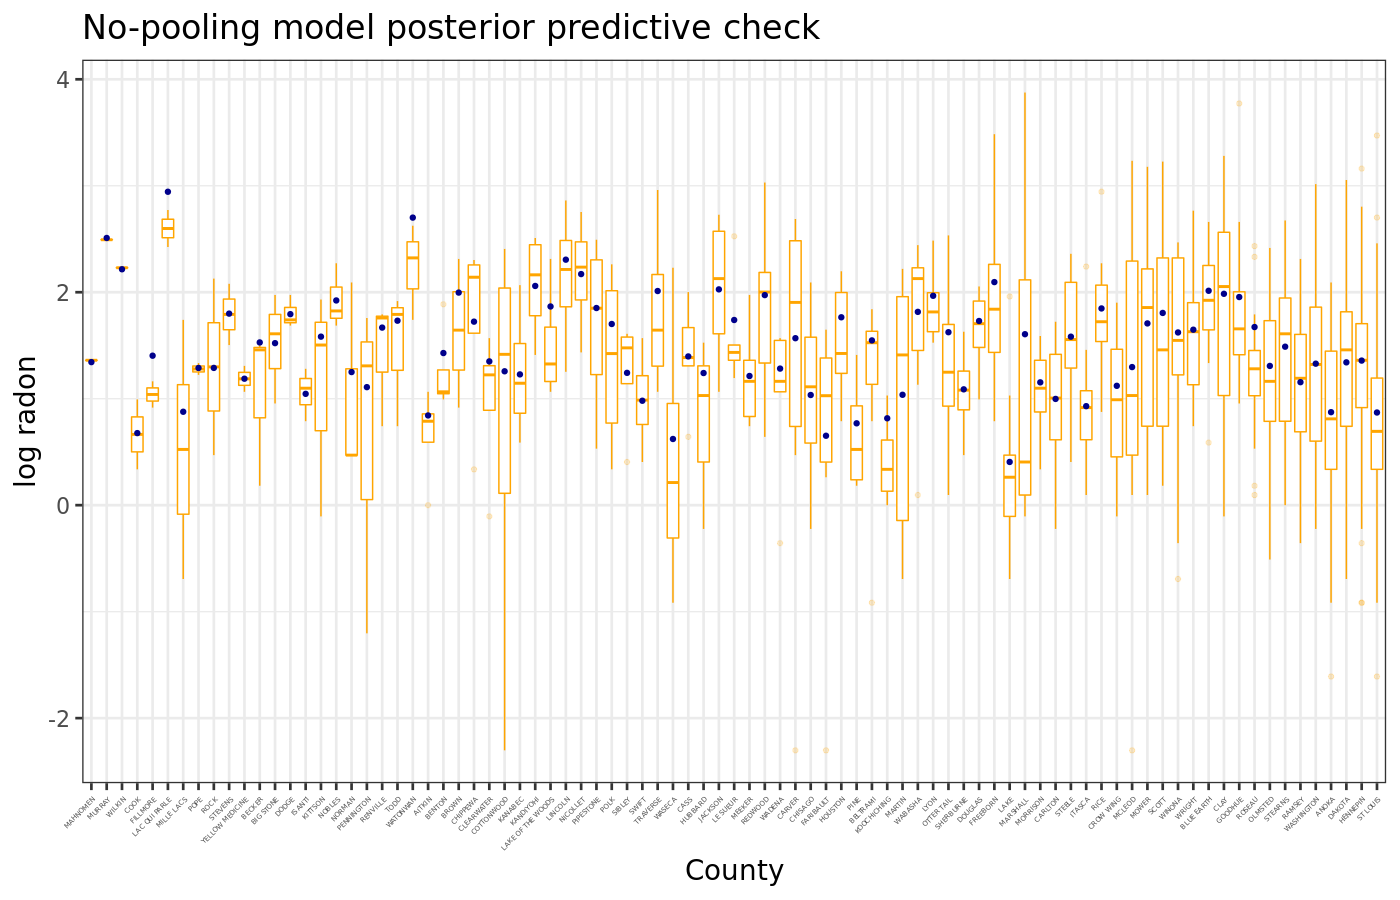 No-pooling model posterior predictive check
4
2
0
-2
log radon
MAHNOMEN
MURRAY
WILKIN
COOK
FILLMORE
LAC QUI PARLE
MILLE LACS
POPE
ROCK
STEVENS
YELLOW MEDICINE
BECKER
BIG STONE
DODGE
ISANTI
KITTSON
NOBLES
NORMAN
PENNINGTON
RENVILLE
TODD
WATONWAN
AITKIN
BENTON
BROWN
CHIPPEWA
CLEARWATER
COTTONWOOD
KANABEC
KANDIYOHI
LAKE OF THE WOODS
LINCOLN
NICOLLET
PIPESTONE
POLK
SIBLEY
SWIFT
TRAVERSE
WASECA
CASS
HUBBARD
JACKSON
LE SUEUR
MEEKER
REDWOOD
WADENA
CARVER
CHISAGO
FARIBAULT
HOUSTON
PINE
BELTRAMI
KOOCHICHING
MARTIN
WABASHA
LYON
OTTER TAIL
SHERBURNE
DOUGLAS
FREEBORN
LAKE
MARSHALL
MORRISON
CARLTON
STEELE
ITASCA
RICE
CROW WING
MCLEOD
MOWER
SCOTT
WINONA
WRIGHT
BLUE EARTH
CLAY
GOODHUE
ROSEAU
OLMSTED
STEARNS
RAMSEY
WASHINGTON
ANOKA
DAKOTA
HENNEPIN
ST LOUIS
County